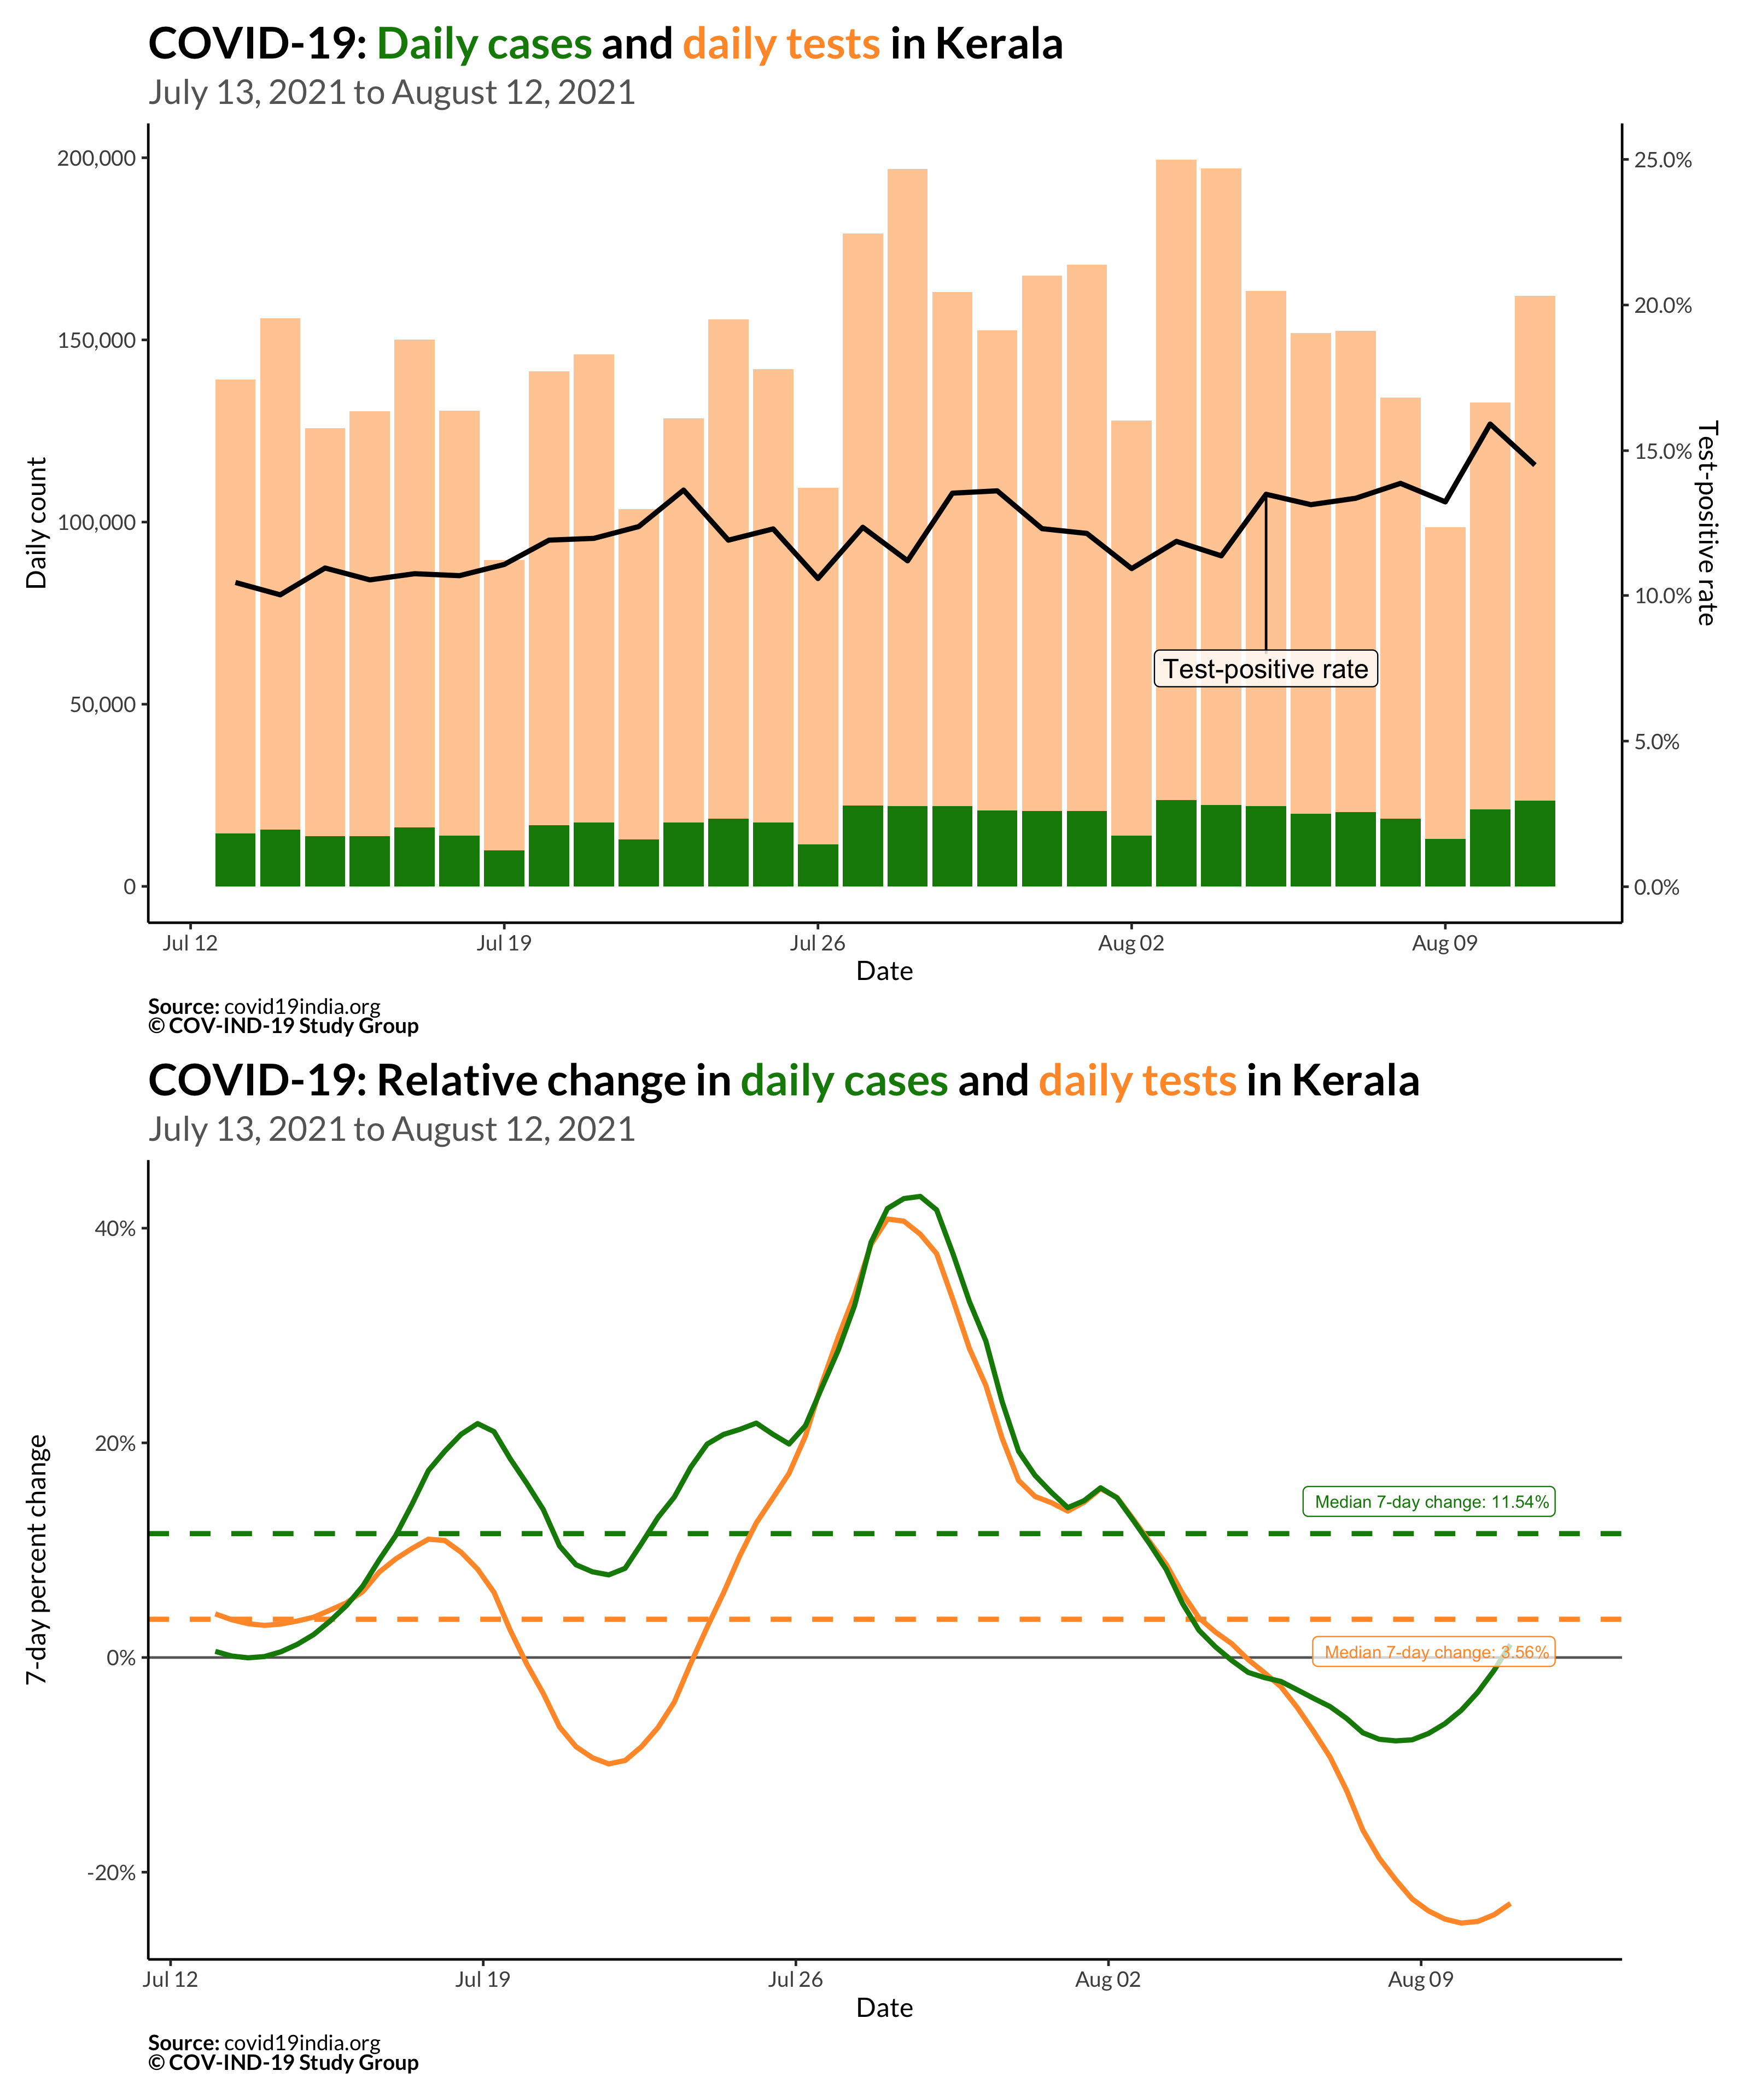 COVID-19: Daily cases and daily tests in Kerala
July 13, 2021 to August 12, 2021
Daily count
200,000
150,000
100,000
50,000
0
25.0%
20.0%
15.0%
10.0%
5.0%
0.0%
Test-positive rate
Test-positive rate
Jul 12
Jul 19
Jul 26
Aug 02
Aug 09
Date
Source: covid19india.org
© COV-IND-19 Study Group
COVID-19: Relative change in daily cases and daily tests in Kerala
July 13, 2021 to August 12, 2021
7-day percent change
40%
20%
0%
-20%
Median 7-day change: 11.54%
Median 7-day change: 3.56%
Jul 12
Jul 19
Jul 26
Aug 02
Aug 09
Date
Source: covid19india.org
© COV-IND-19 Study Group